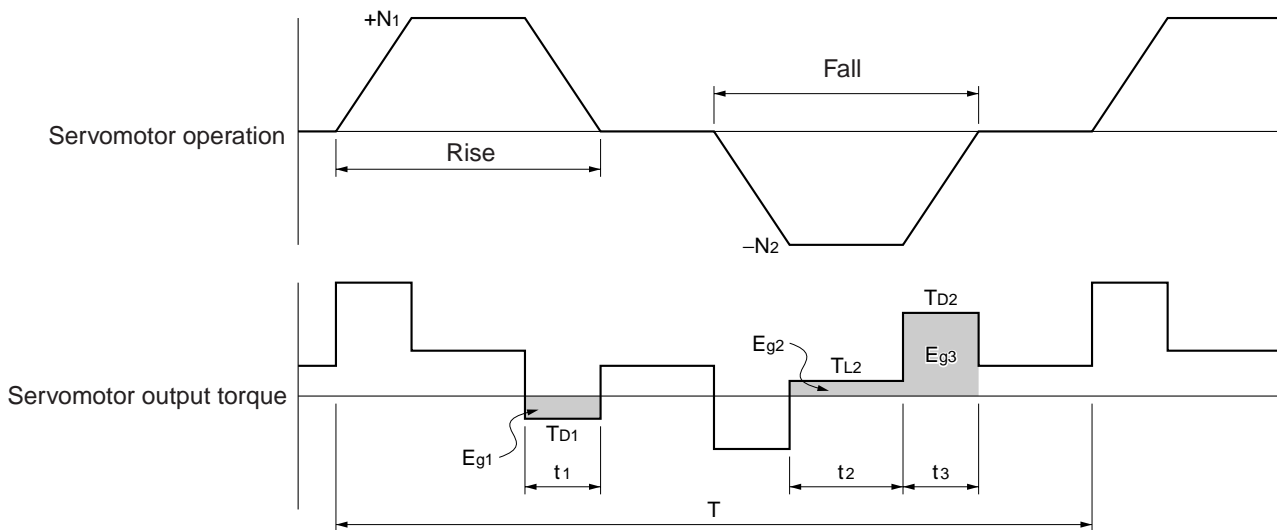 +N1
Fall
Servomotor operation
Rise
–N2
TD2
Eg2
TL2
Eg3
Servomotor output torque
TD1
Eg1
t1
t2
t3
T